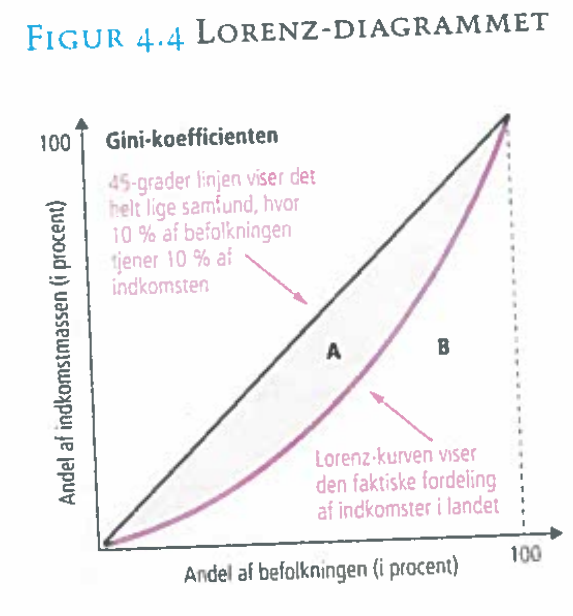 FIGUR 4.4 LORENZ-DIAGRAMMET
100
Gini-koefficienten
45-grader linjen viser det
helt lige samfund, hvor
10 % af befolkningen
tjener 10 % af
indkomsten
Andel af indkomstmassen (i procent)
A
B
Lorenz-kurven viser
den faktiske fordeling
af indkomster i landet
100
Andel af befolkningen (i procent)